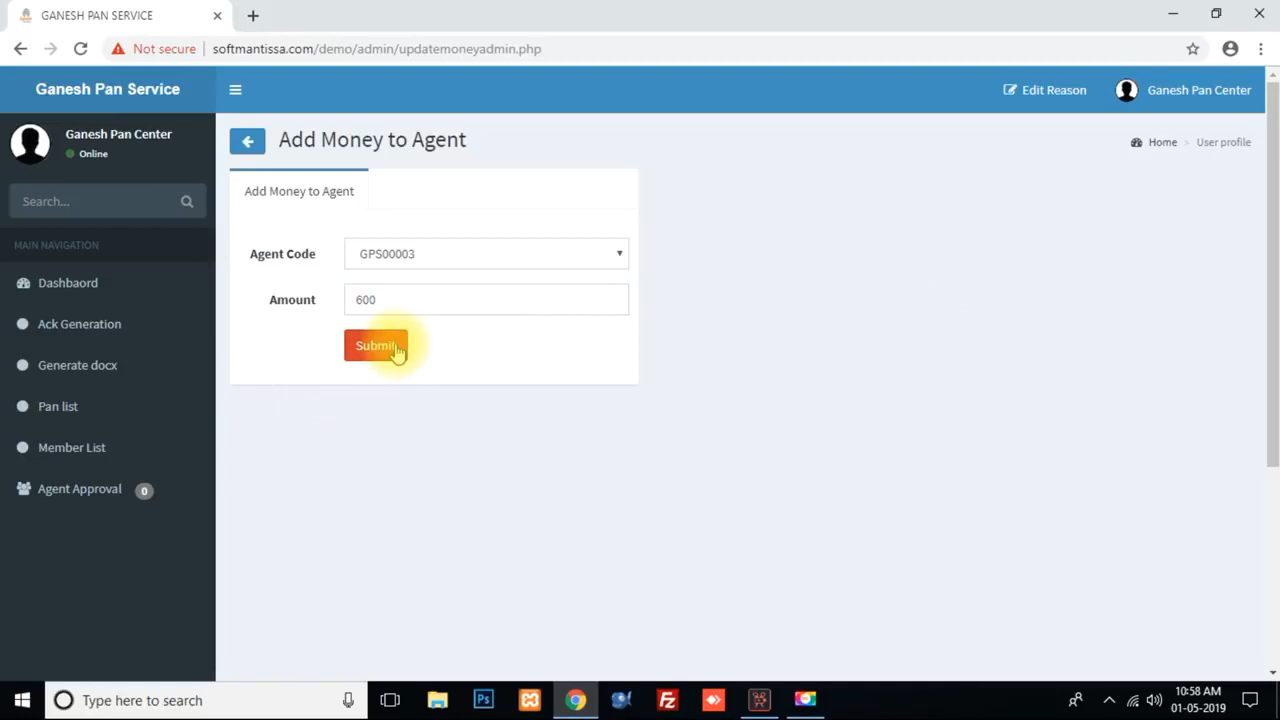 GANESH PAN SERVICE
Not secure softmantissa.com/demo/admin/updatemoneyadmin.php
Ganesh Pan Service
Edit Reason
Ganesh Pan Center
Ganesh Pan Center
Online
Search...
MAIN NAVIGATION
Dashbaord
Ack Generation
Generate docx
Pan list
Member List
Agent Approval 0
Add Money to Agent
Home > User profile
Add Money to Agent
Agent Code GPS00003
Amount 600
Submit
Type here to search
Ps
Fz
10:58 AM
01-05-2019